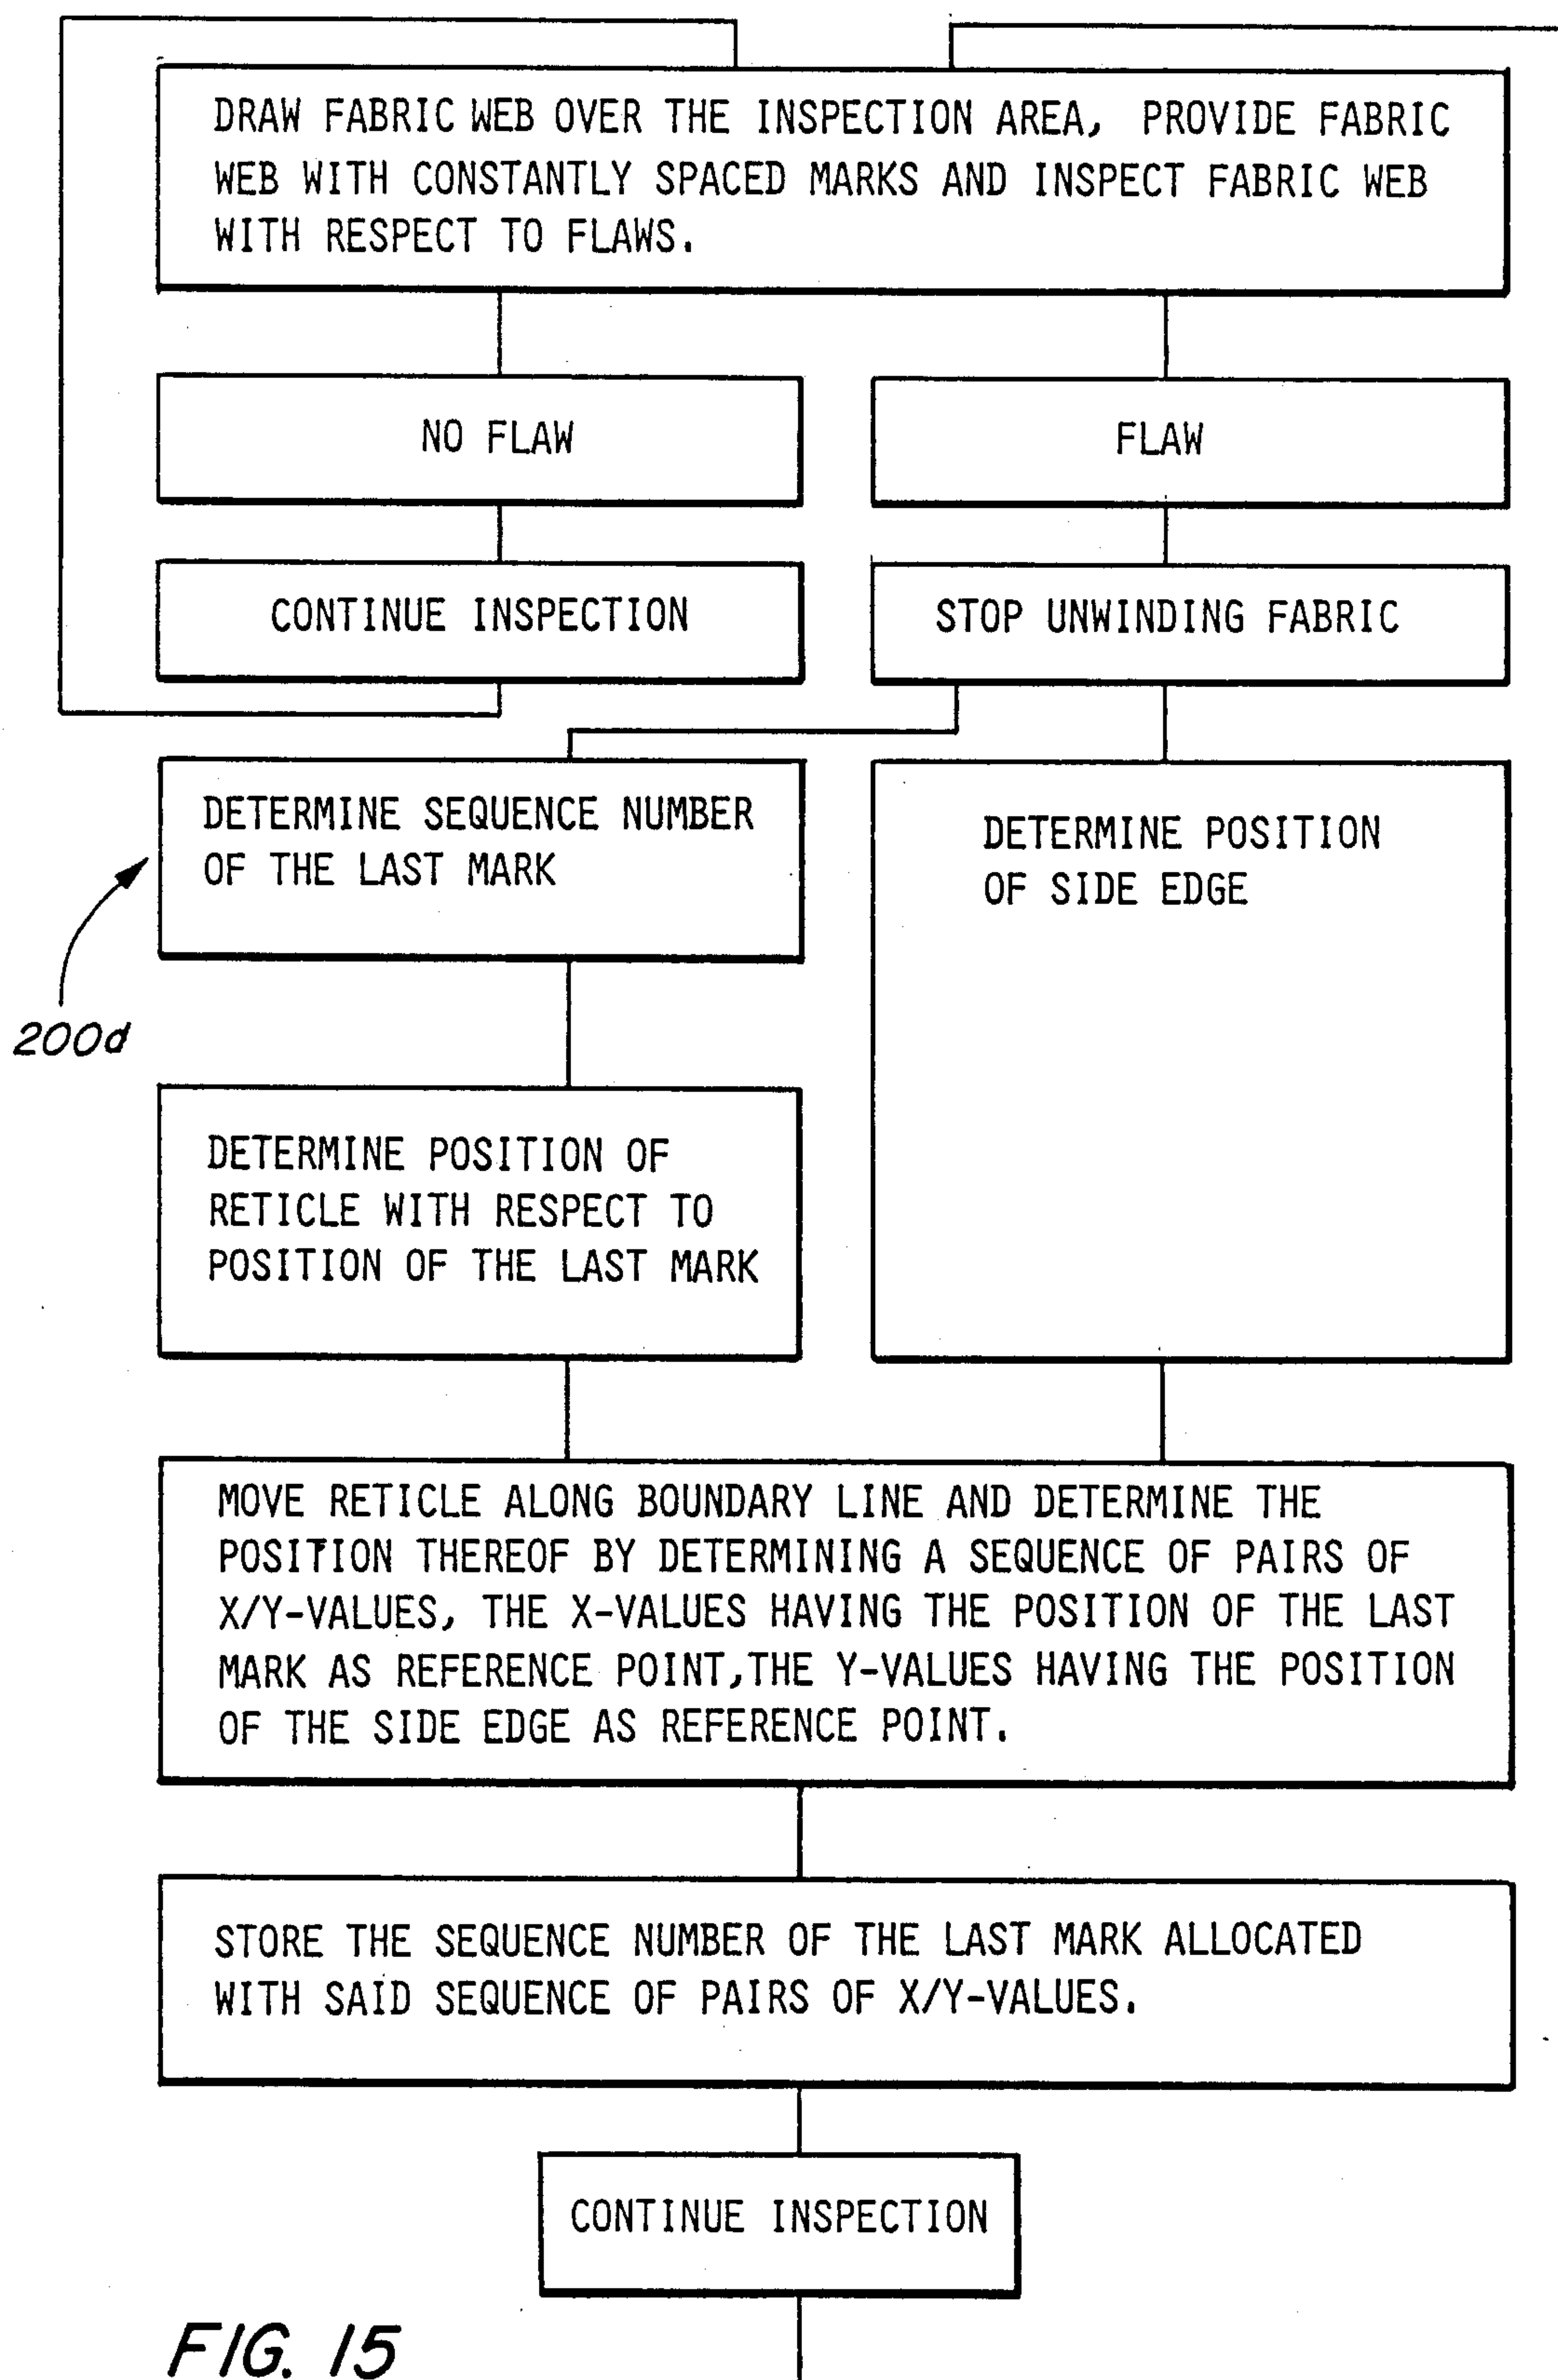 DRAW FABRIC WEB OVER THE INSPECTION AREA, PROVIDE FABRIC
WEB WITH CONSTANTLY SPACED MARKS AND INSPECT FABRIC WEB
WITH RESPECT TO FLAWS.
NO FLAW
FLAW
CONTINUE INSPECTION
STOP UNWINDING FABRIC
DETERMINE SEQUENCE NUMBER
OF THE LAST MARK
DETERMINE POSITION
OF SIDE EDGE
200d
DETERMINE POSITION OF
RETICLE WITH RESPECT TO
POSITION OF THE LAST MARK
MOVE RETICLE ALONG BOUNDARY LINE AND DETERMINE THE
POSITION THEREOF BY DETERMINING A SEQUENCE OF PAIRS OF
X/Y-VALUES, THE X-VALUES HAVING THE POSITION OF THE LAST
MARK AS REFERENCE POINT,THE Y-VALUES HAVING THE POSITION
OF THE SIDE EDGE AS REFERENCE POINT.
STORE THE SEQUENCE NUMBER OF THE LAST MARK ALLOCATED
WITH SAID SEQUENCE OF PAIRS OF X/Y-VALUES.
CONTINUE INSPECTION
FIG. 15